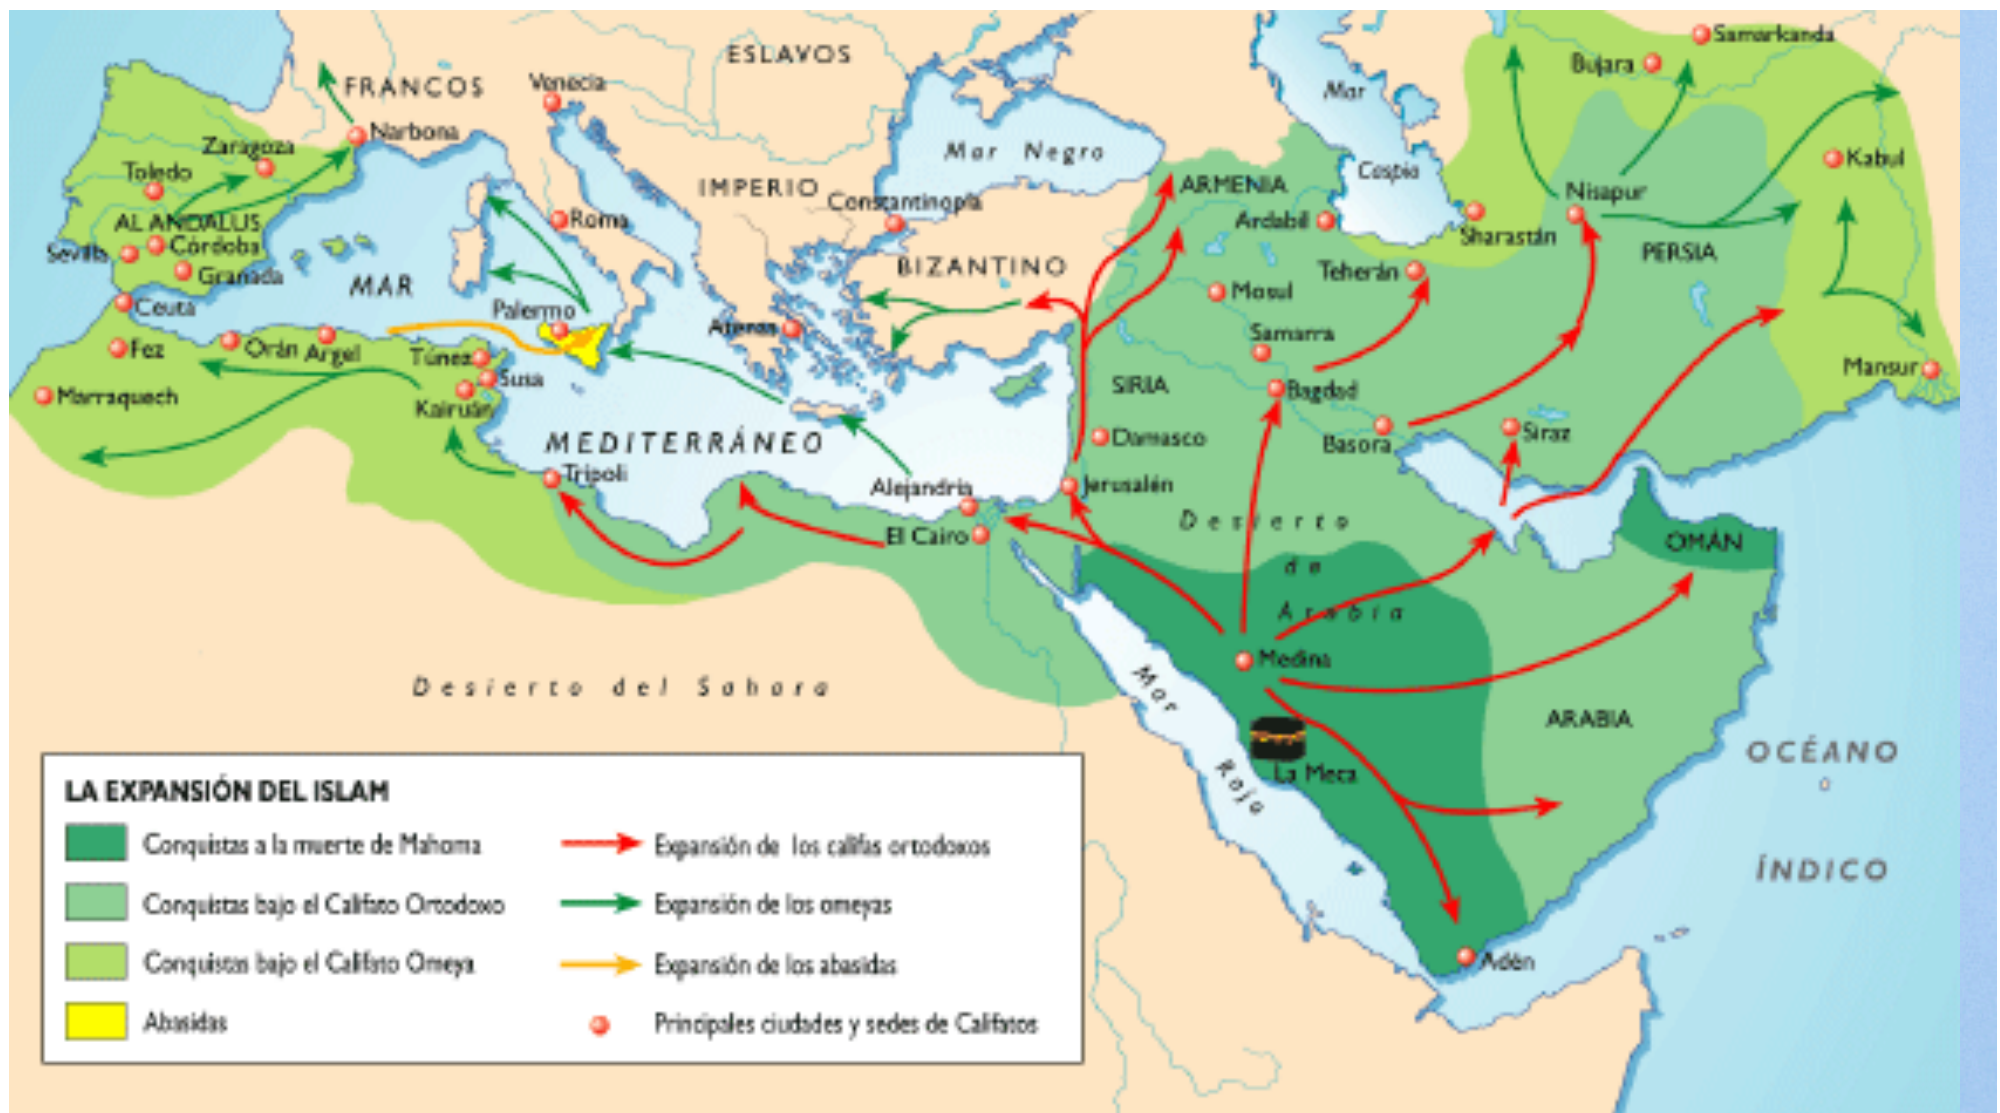 ESLAVOS
Samarkanda
Bujara
Mar
Caspio
FRANCOS
Venecia
Narbona
Zaragoza
Toledo
Mar Negro
Kabul
IMPERIO
Constantinopla
ARMENIA
Nisapur
AL ANDALUS
Roma
Ardabil
Sharastán
PERSIA
Sevilla
Córdoba
Granada
BIZANTINO
Teherán
MAR
Mosul
Ceuta
Palermo
Atenas
Samarra
Fez
Orán
Argel
Túnez
Susa
SIRIA
Bagdad
Mansur
Marraquech
Kairuán
MEDITERRÁNEO
Damasco
Basora
Siraz
Trípoli
Alejandría
Jerusalén
El Cairo
Desierto
de
Arabia
OMÁN
Medina
Desierto del Sahara
Mar
Rojo
La Meca
ARABIA
OCÉANO
ÍNDICO
Adén
LA EXPANSIÓN DEL ISLAM
Conquistas a la muerte de Mahoma
Conquistas bajo el Califato Ortodoxo
Conquistas bajo el Califato Omeya
Abasidas
Expansión de los califas ortodoxos
Expansión de los omeyas
Expansión de los abasidas
Principales ciudades y sedes de Califatos